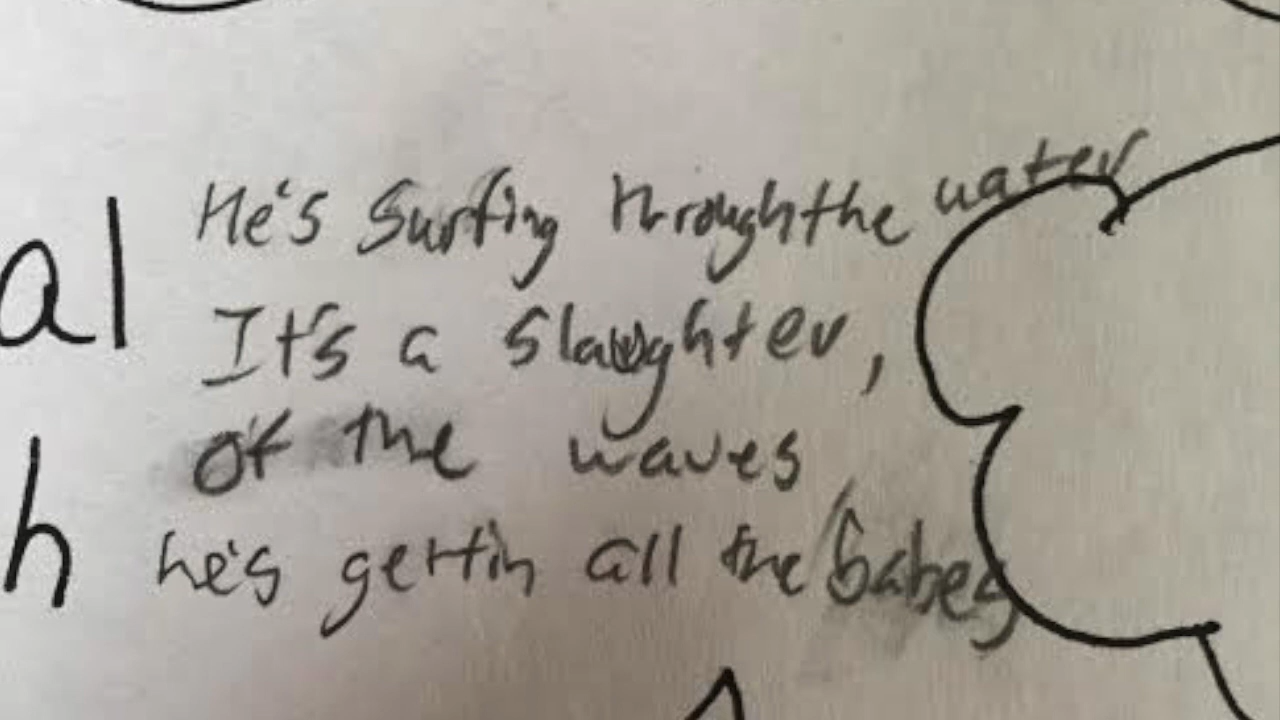 al
He's surfing throughthe water
It's a slaughter,
of the waves
h
he's gettin all the babes